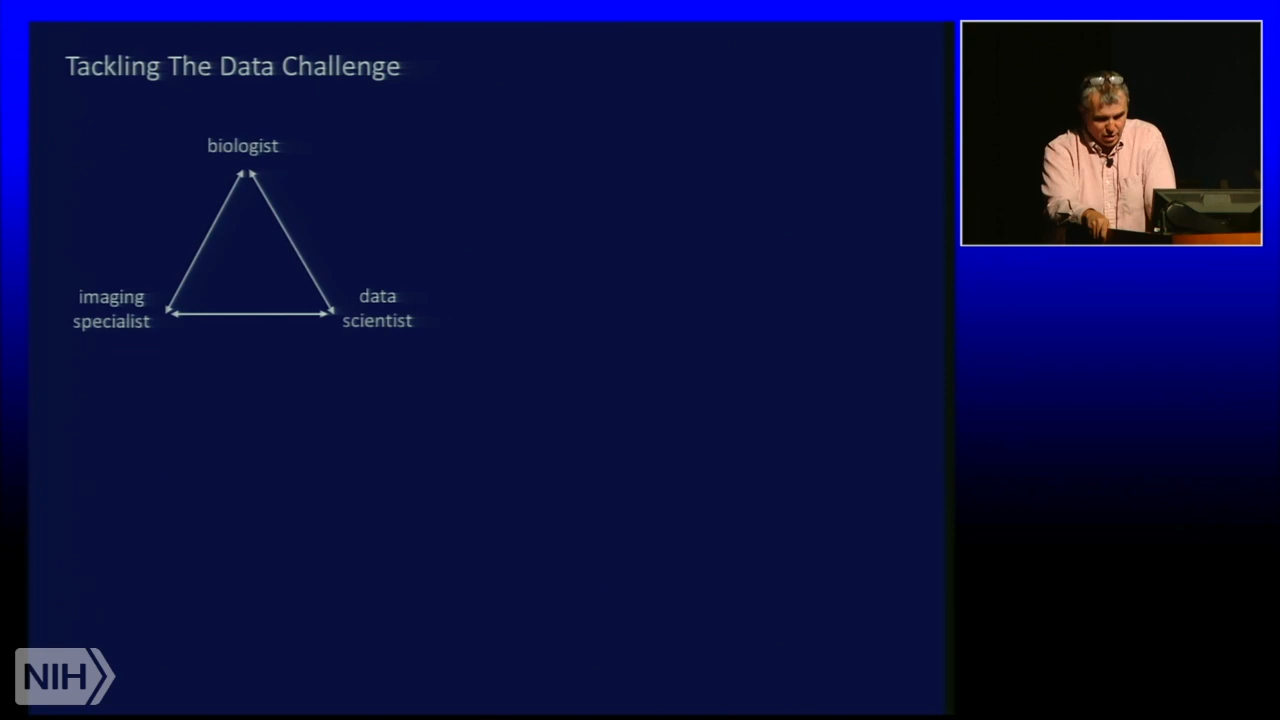 Tackling The Data Challenge
biologist
imaging
specialist
data
scientist
NIH